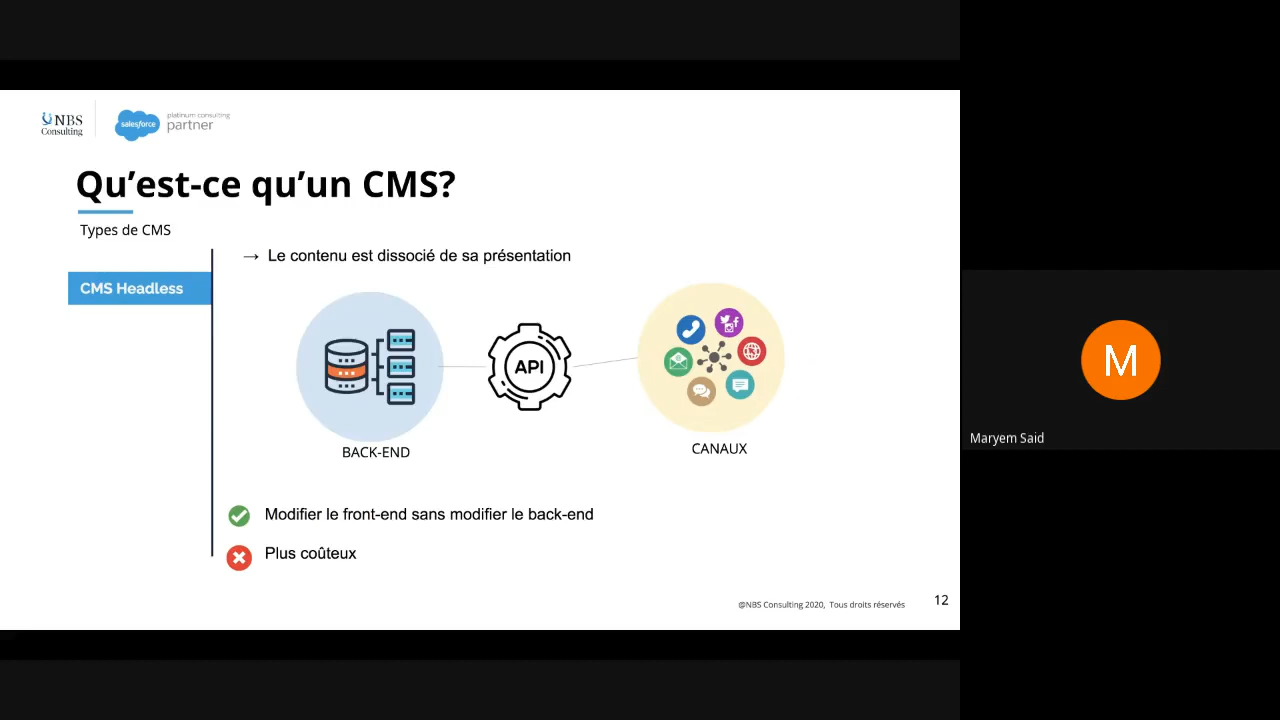 NBS
Consulting
salesforce
platinum consulting
partner
Qu’est-ce qu’un CMS?
Types de CMS
→ Le contenu est dissocié de sa présentation
CMS Headless
API
BACK-END
CANAUX
Modifier le front-end sans modifier le back-end
Plus coûteux
@NBS Consulting 2020, Tous droits réservés
12
M
Maryem Said